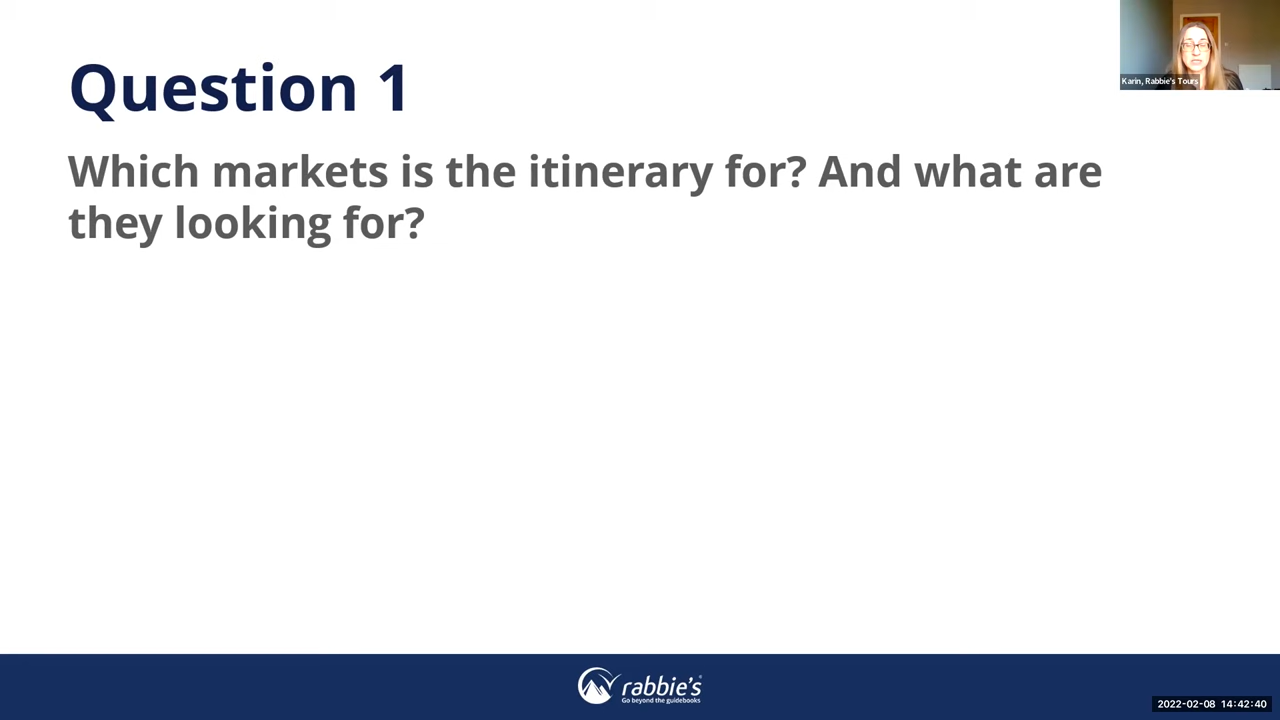 Question 1
Karin, Rabbie's Tours
Which markets is the itinerary for? And what are
they looking for?
rabbie's
Go beyond the guidebooks
2022-02-08 14:42:40